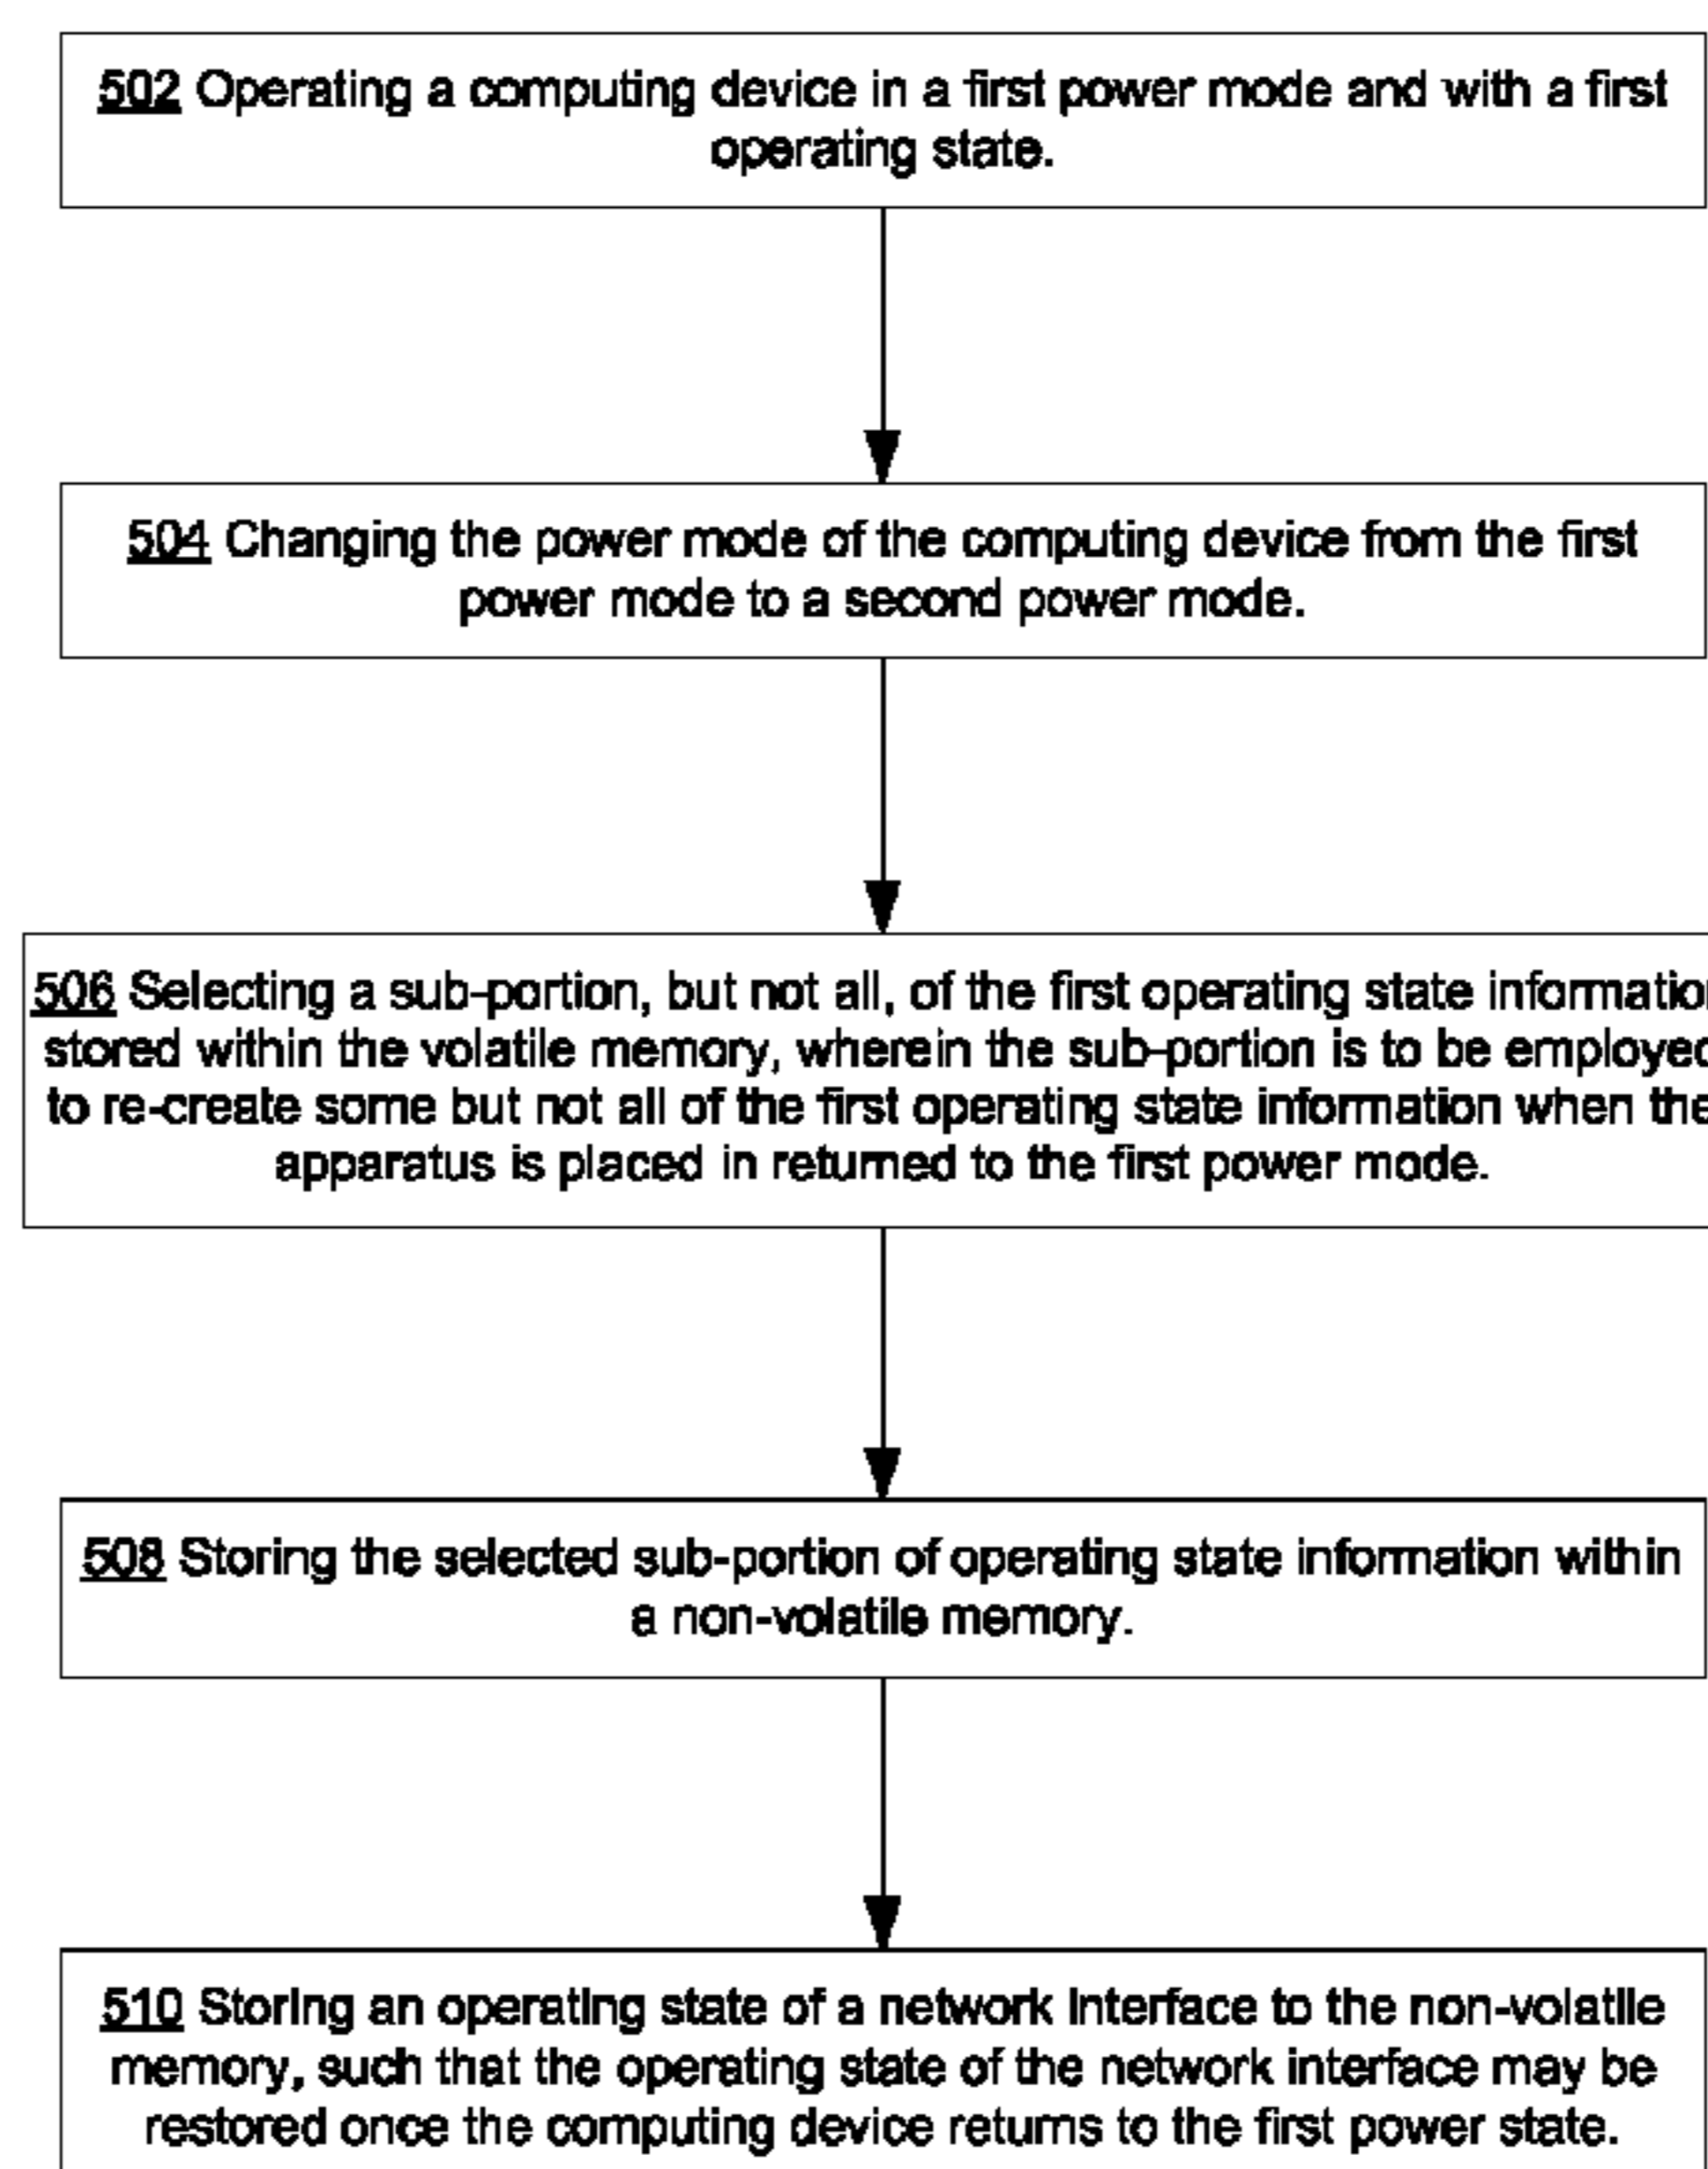 502 Operating a computing device in a first power mode and with a first
operating state.
504 Changing the power mode of the computing device from the first
power mode to a second power mode.
506 Selecting a sub-portion, but not all, of the first operating state information
stored within the volatile memory, wherein the sub-portion is to be employed
to re-create some but not all of the first operating state information when the
apparatus is placed in returned to the first power mode.
508 Storing the selected sub-portion of operating state information within
a non-volatile memory.
510 Storing an operating state of a network interface to the non-volatile
memory, such that the operating state of the network interface may be
restored once the computing device returns to the first power state.